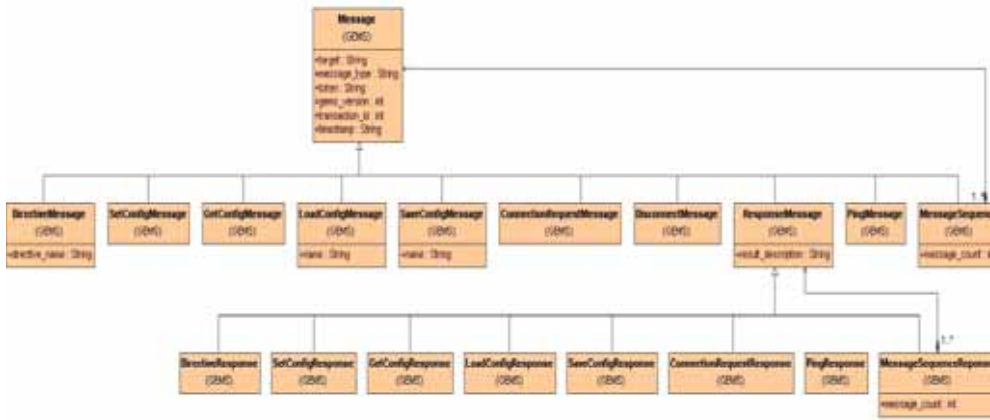 Message
(GEMS)
+target : String
+message_type : String
+token : String
+gems_version : int
+transaction_id : int
+timestamp : String
1..*
DirectiveMessage
(GEMS)
+directive_name : String
SetConfigMessage
(GEMS)
GetConfigMessage
(GEMS)
LoadConfigMessage
(GEMS)
+name : String
SaveConfigMessage
(GEMS)
+name : String
ConnectionRequestMessage
(GEMS)
DisconnectMessage
(GEMS)
ResponseMessage
(GEMS)
+result_description : String
PingMessage
(GEMS)
MessageSequence
(GEMS)
+message_count : i
1..*
DirectiveResponse
(GEMS)
SetConfigResponse
(GEMS)
GetConfigResponse
(GEMS)
LoadConfigResponse
(GEMS)
SaveConfigResponse
(GEMS)
ConnectionRequestResponse
(GEMS)
PingResponse
(GEMS)
MessageSequenceReponse
(GEMS)
+message_count : int